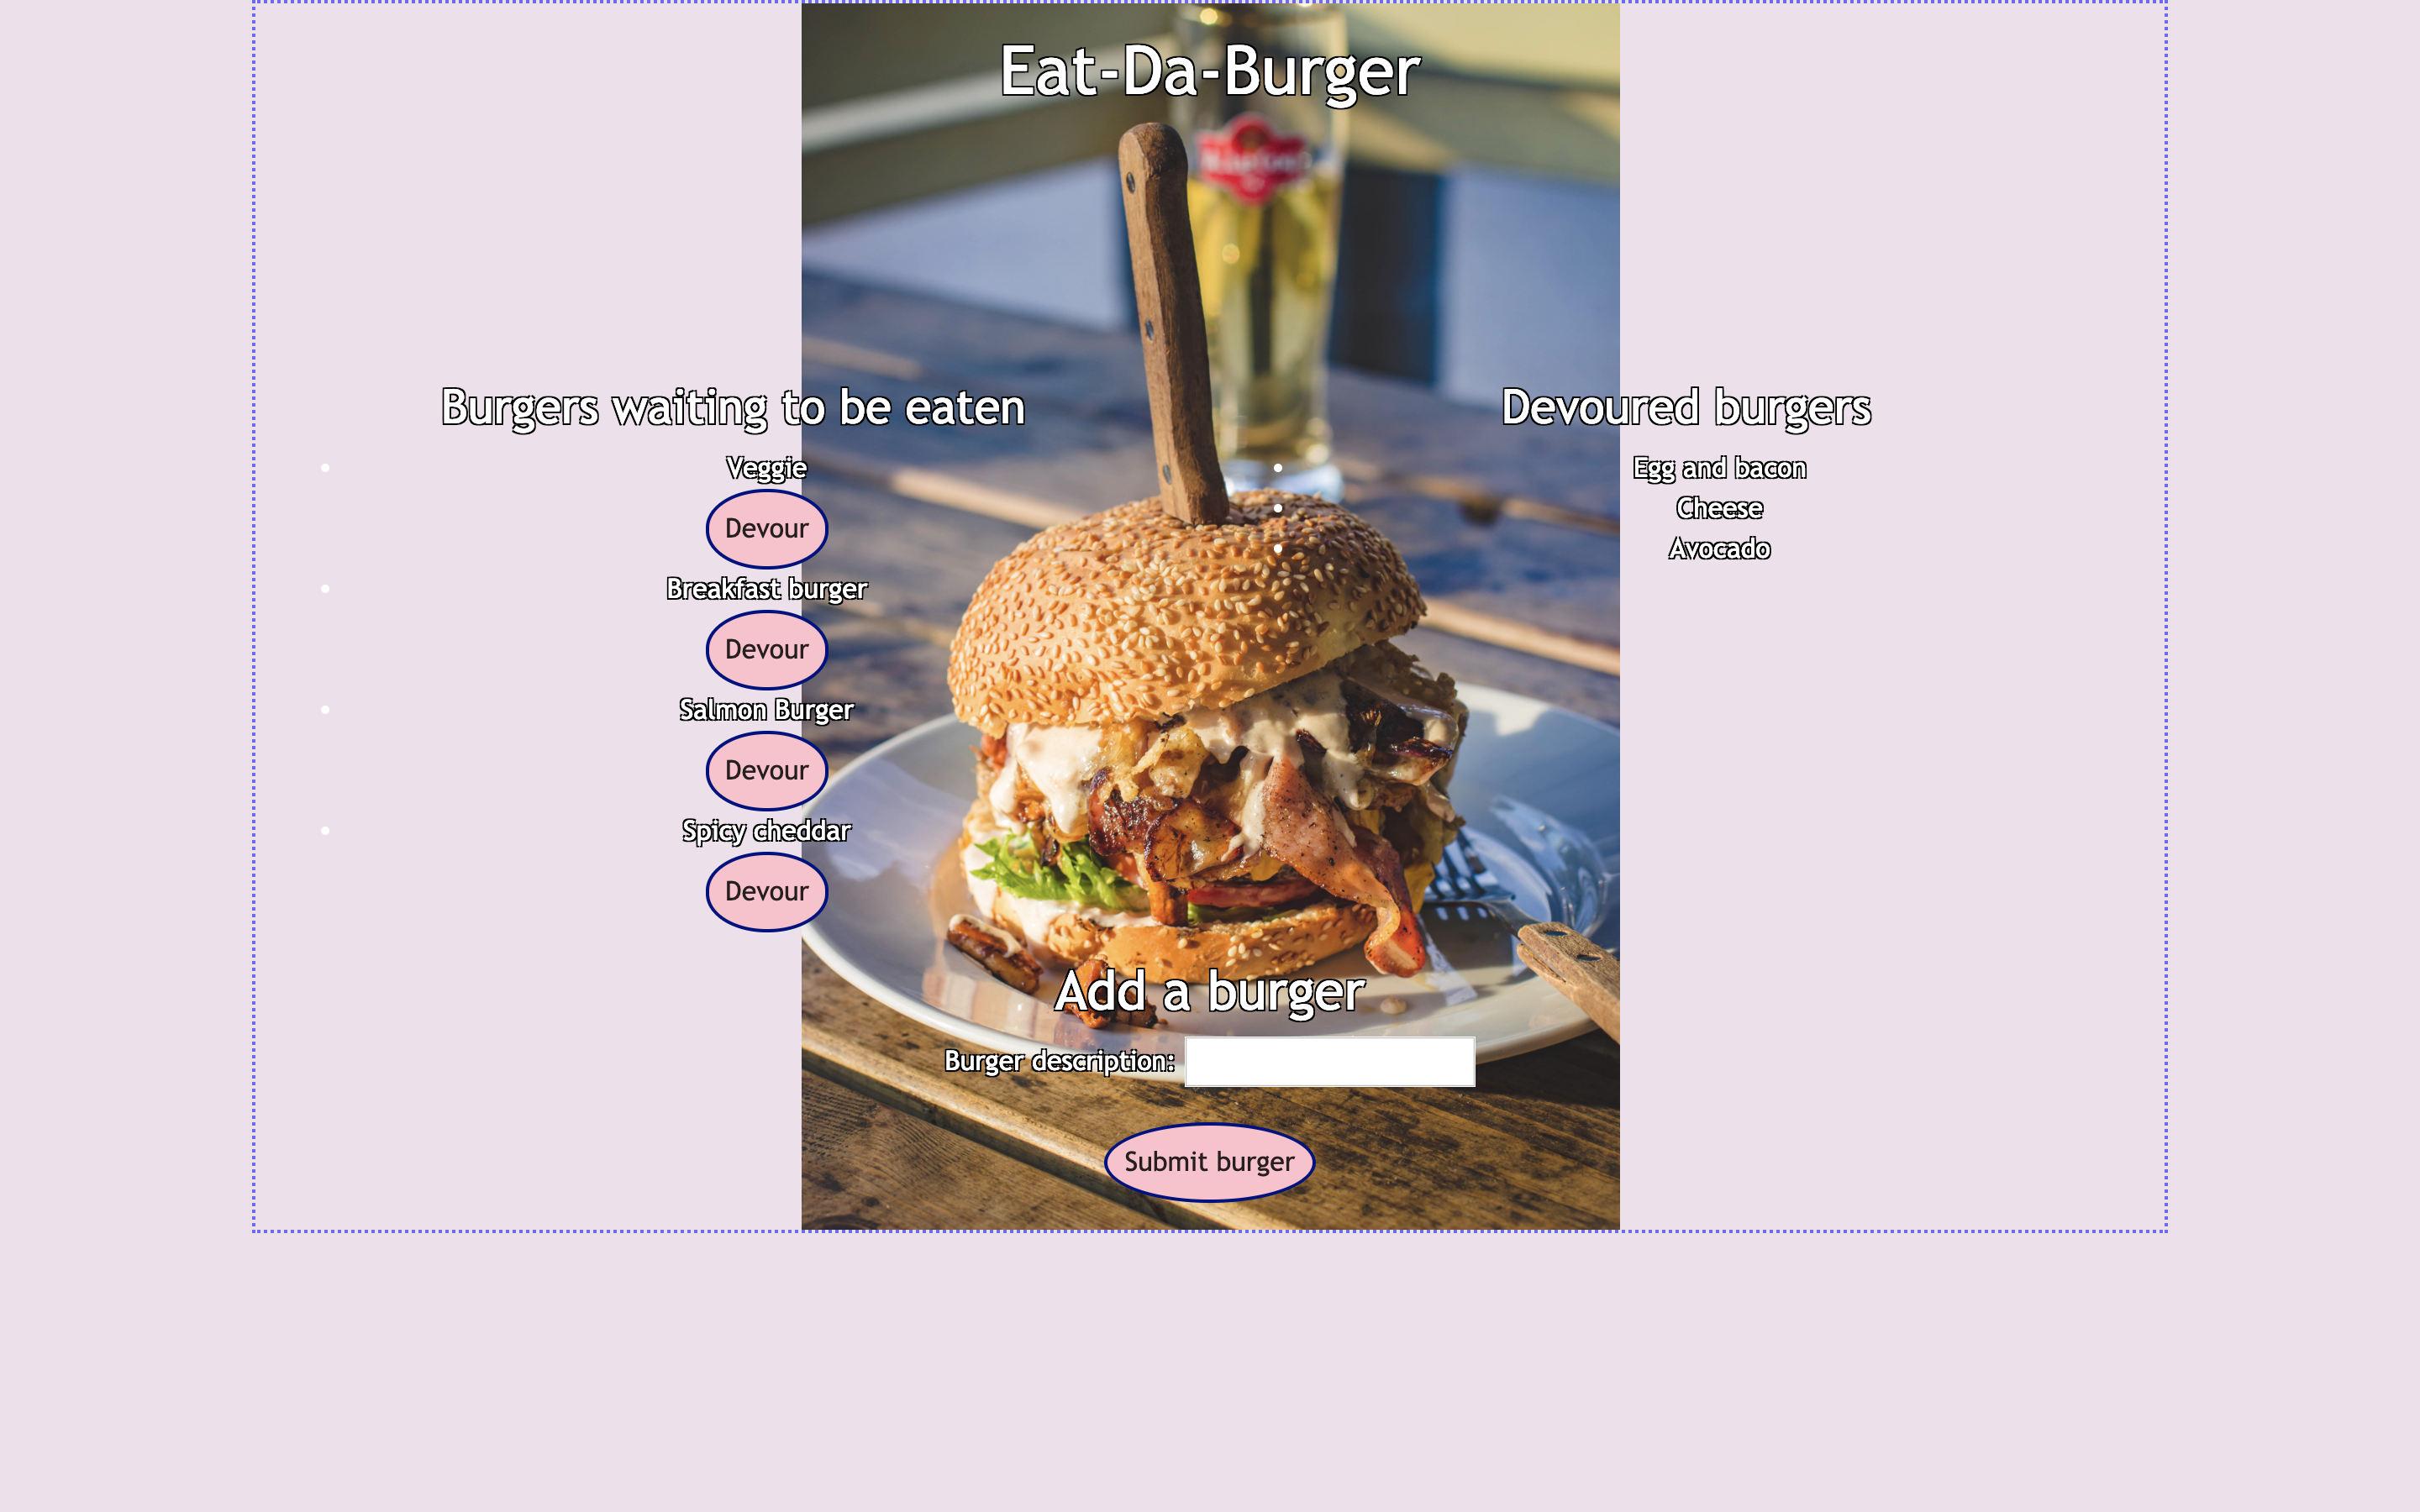 Eat-Da-Burger
Burgers waiting to be eaten
Veggie
Devour
Breakfast burger
Devour
Salmon Burger
Devour
Spicy cheddar
Devour
Devoured burgers
Egg and bacon
Cheese
Avocado
Add a burger
Burger description:
Submit burger